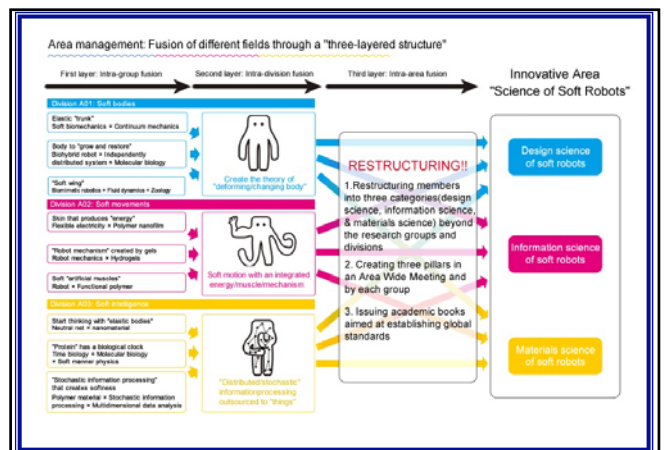 Area management: Fusion of different fields through a "three-layered structure"
First layer: Intra-group fusion
Second layer: Intra-division fusion
Third layer: Intra-area fusion
Innovative Area
"Science of Soft Robots"
Division A01: Soft bodies
Elastic "trunk"
Soft biomechanics × Continuum mechanics
Body to "grow and restore"
Biohybrid robot × Independently
distributed system × Molecular biology
"Soft wing"
Biomimetic robotics × Fluid dynamics × Zoology
Create the theory of
"deforming/changing body"
Division A02: Soft movements
Skin that produces "energy"
Flexible electricity × Polymer nanofilm
"Robot mechanism" created by gels
Robot mechanics × Hydrogels
Soft "artificial muscles"
Robot × Functional polymer
Soft motion with an integrated
energy/muscle/mechanism
Division A03: Soft intelligence
Start thinking with "elastic bodies"
Neutral net × nanomaterial
"Protein" has a biological clock
Time biology × Molecular biology
× Soft manner physics
"Stochastic information processing"
that creates softness
Polymer material × Stochastic information
processing × Multidimensional data analysis
"Distributed/stochastic"
informationprocessing
outsourced to "things"
RESTRUCTURING!!
1.Restructuring members
into three categories(design
science, information science,
& materials science) beyond
the research groups and
divisions
2. Creating three pillars in
an Area Wide Meeting and
by each group
3. Issuing academic books
aimed at establishing global
standards
Design science
of soft robots
Information science
of soft robots
Materials science
of soft robots